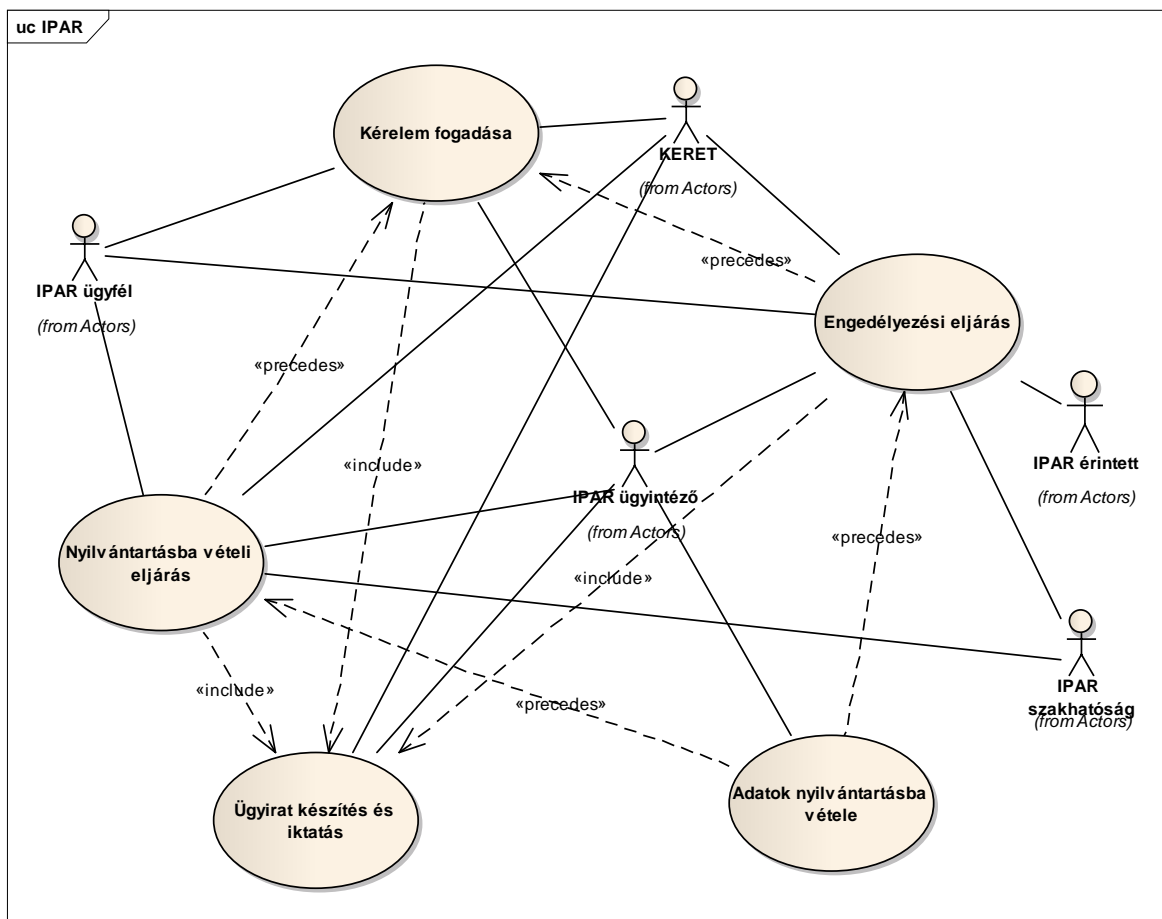 uc IPAR
Kérelem fogadása
KERET
(from Actors)
IPAR ügyfél
(from Actors)
«precedes»
Engedélyezési eljárás
«precedes»
IPAR érintett
(from Actors)
«include»
IPAR ügyintéző
(from Actors)
«precedes»
Nyilvántartásba vételi
eljárás
«include»
«include»
IPAR
szakhatóság
(from Actors)
«precedes»
Ügyirat készítés és
iktatás
Adatok nyilvántartásba
vétele